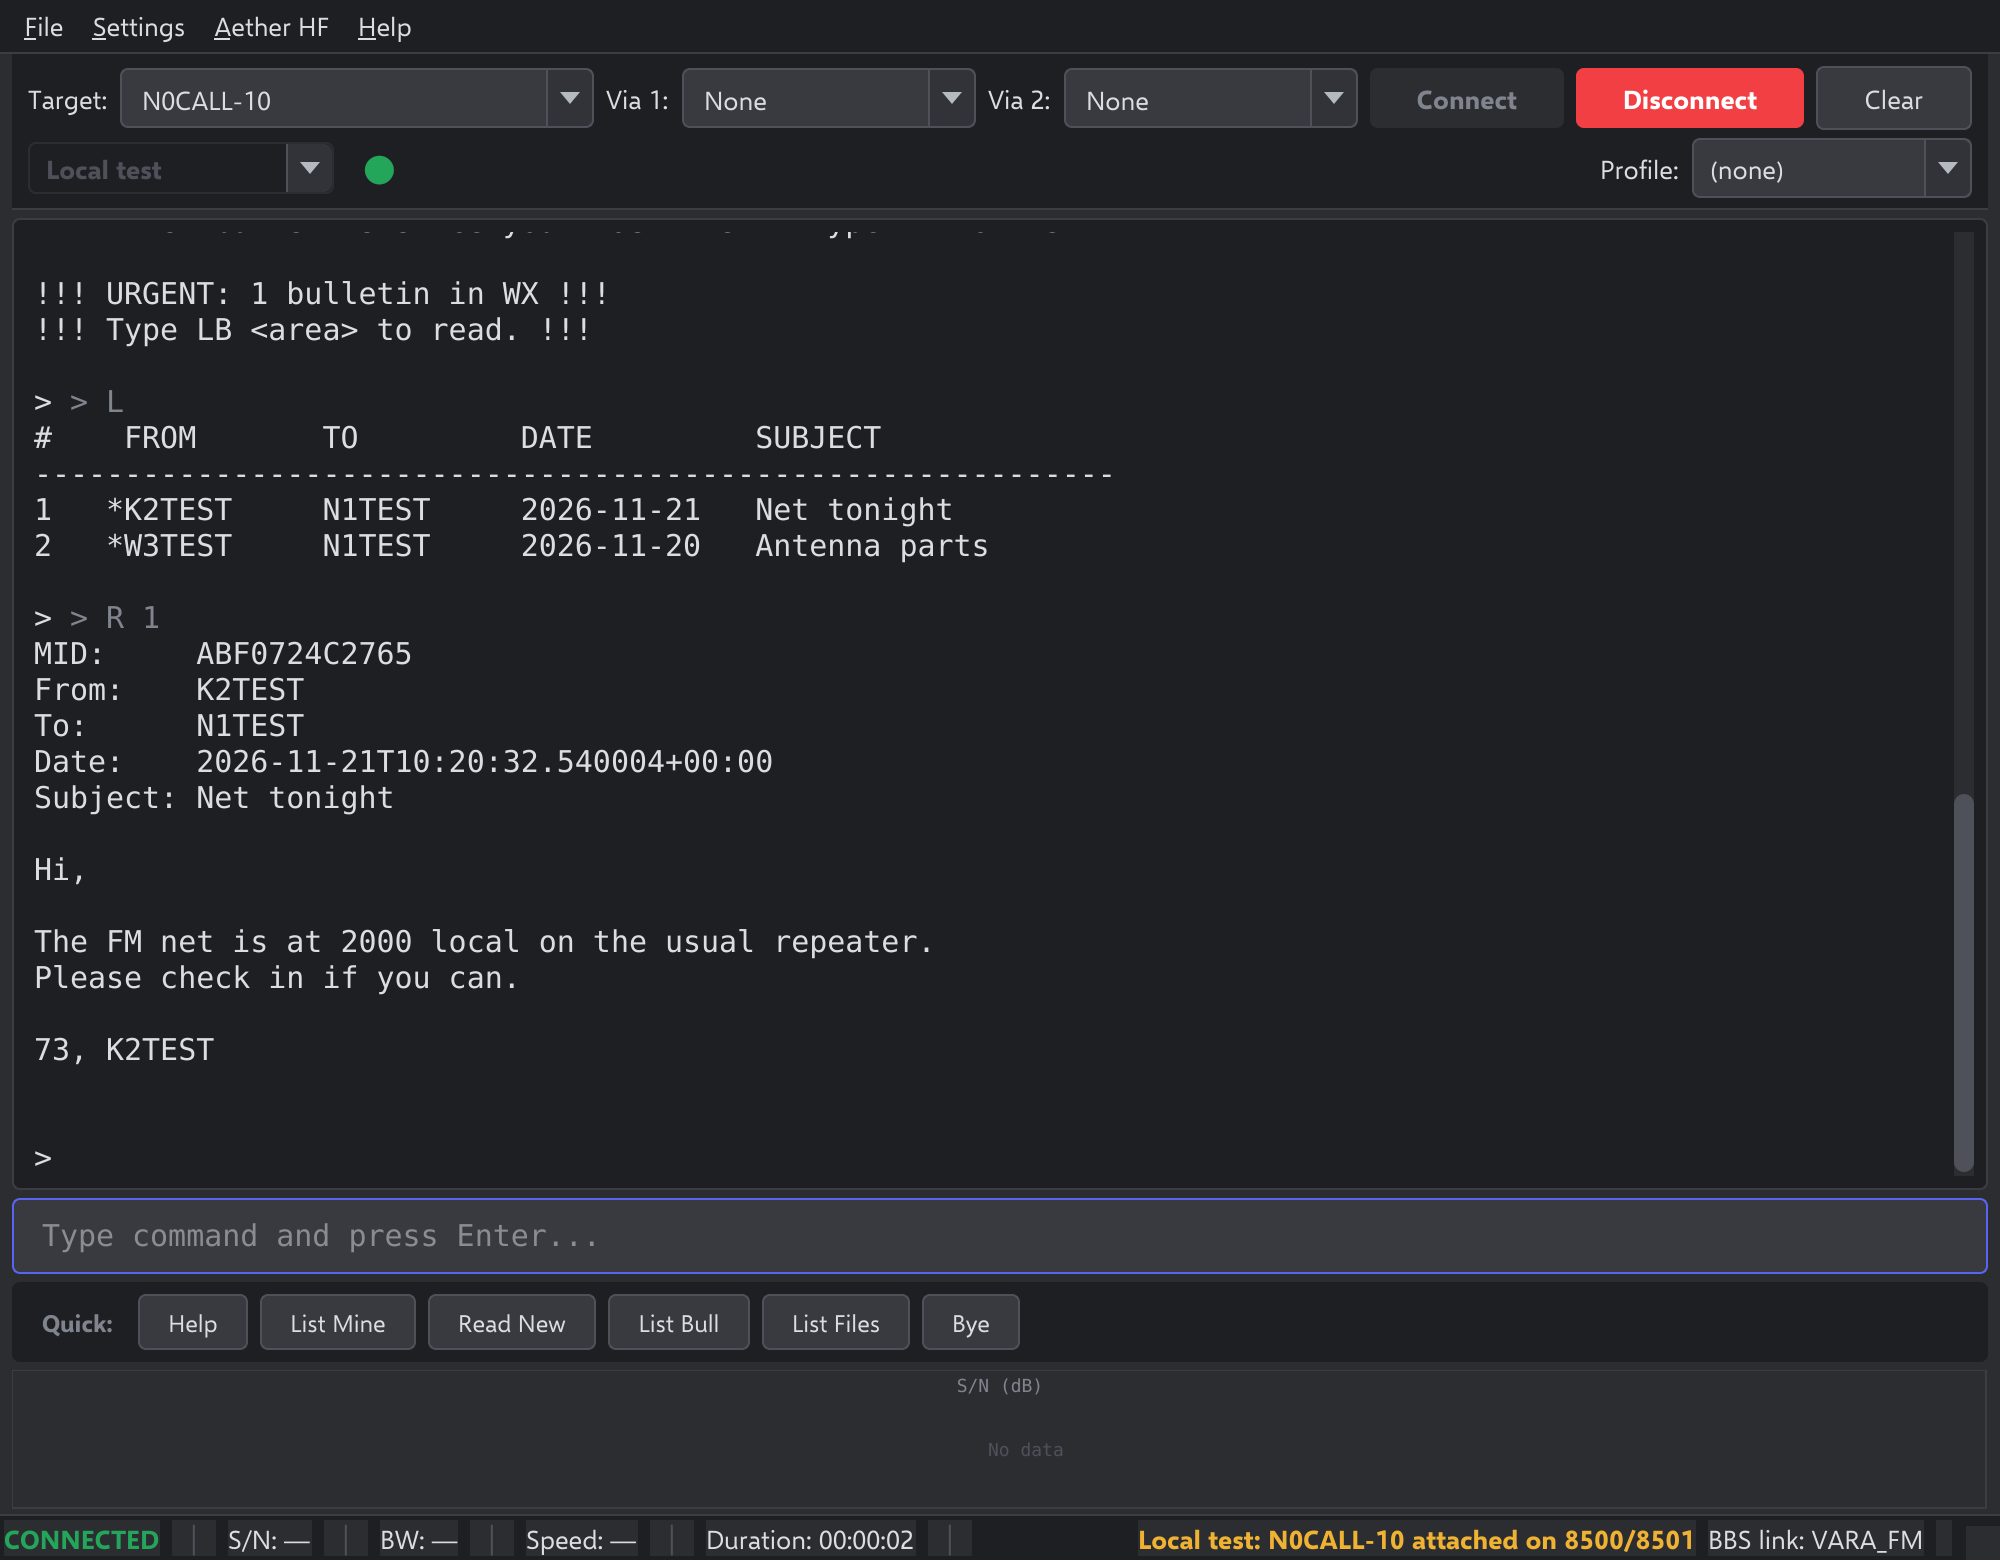 File Settings Aether HF Help
Target: N0CALL-10 Via 1: None Via 2: None Connect Disconnect Clear
Local test Profile: (none)
!!! URGENT: 1 bulletin in WX !!!
!!! Type LB <area> to read. !!!
> > L
# FROM TO DATE SUBJECT
------------------------------------------------------------
1 *K2TEST N1TEST 2026-11-21 Net tonight
2 *W3TEST N1TEST 2026-11-20 Antenna parts
> > R 1
MID: ABF0724C2765
From: K2TEST
To: N1TEST
Date: 2026-11-21T10:20:32.540004+00:00
Subject: Net tonight
Hi,
The FM net is at 2000 local on the usual repeater.
Please check in if you can.
73, K2TEST
>
Type command and press Enter...
Quick: Help List Mine Read New List Bull List Files Bye
S/N (dB)
No data
CONNECTED | S/N: — | BW: — | Speed: — | Duration: 00:00:02 | Local test: N0CALL-10 attached on 8500/8501 BBS link: VARA_FM